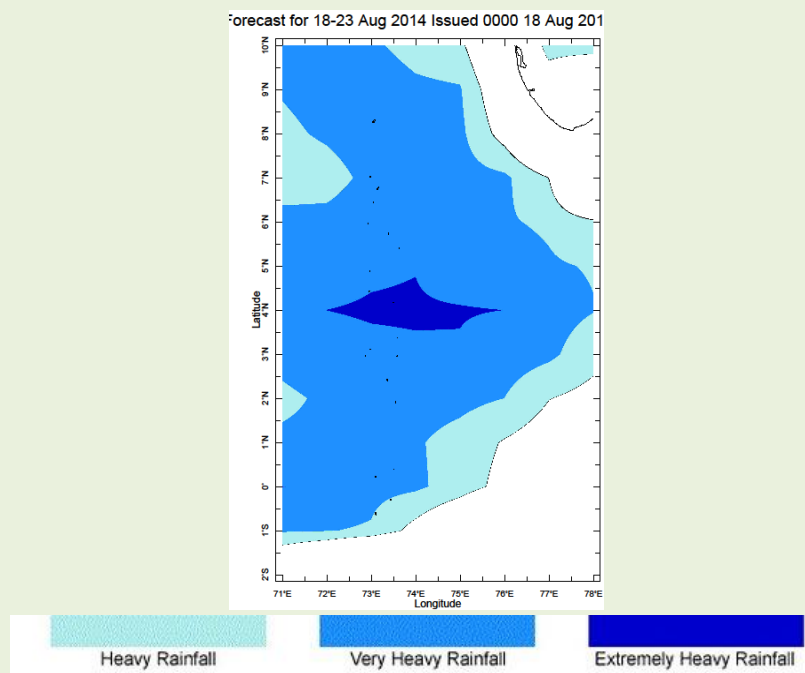 Forecast for 18-23 Aug 2014 Issued 0000 18 Aug 201
10°N
9°N
8°N
7°N
6°N
5°N
4°N
3°N
2°N
1°N
0°
1°S
2°S
Latitude
71°E 72°E 73°E 74°E 75°E 76°E 77°E 78°E
Longitude
Heavy Rainfall Very Heavy Rainfall Extremely Heavy Rainfall